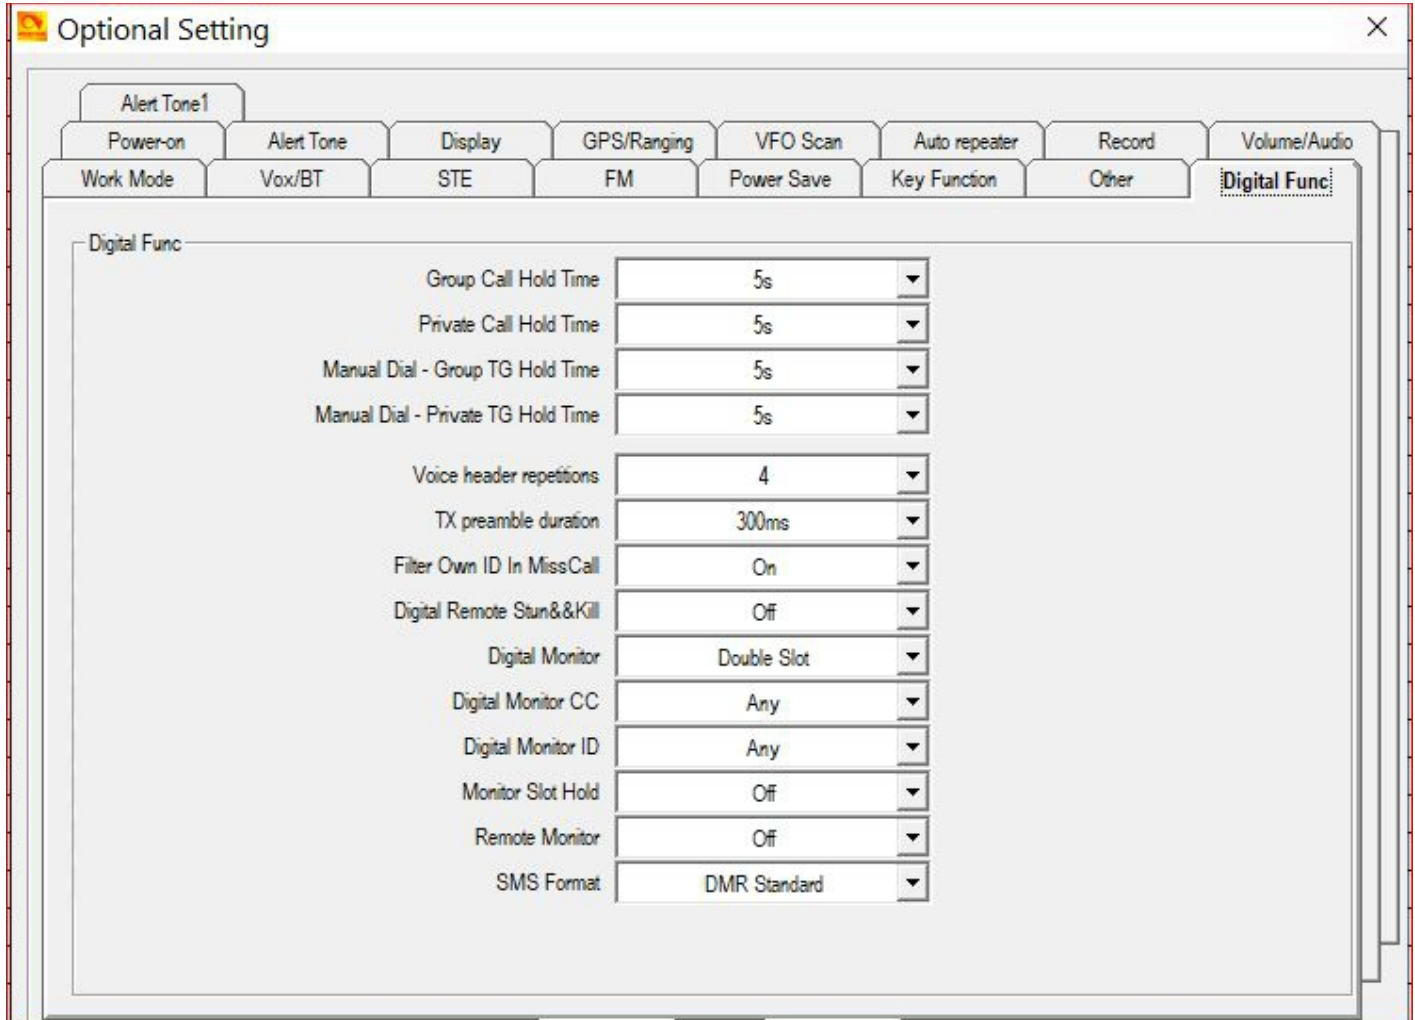 Optional Setting
Alert Tone1
Power-on Alert Tone Display GPS/Ranging VFO Scan Auto repeater Record Volume/Audio
Work Mode Vox/BT STE FM Power Save Key Function Other Digital Func
Digital Func
Group Call Hold Time 5s
Private Call Hold Time 5s
Manual Dial - Group TG Hold Time 5s
Manual Dial - Private TG Hold Time 5s
Voice header repetitions 4
TX preamble duration 300ms
Filter Own ID In MissCall On
Digital Remote Stun&&Kill Off
Digital Monitor Double Slot
Digital Monitor CC Any
Digital Monitor ID Any
Monitor Slot Hold Off
Remote Monitor Off
SMS Format DMR Standard